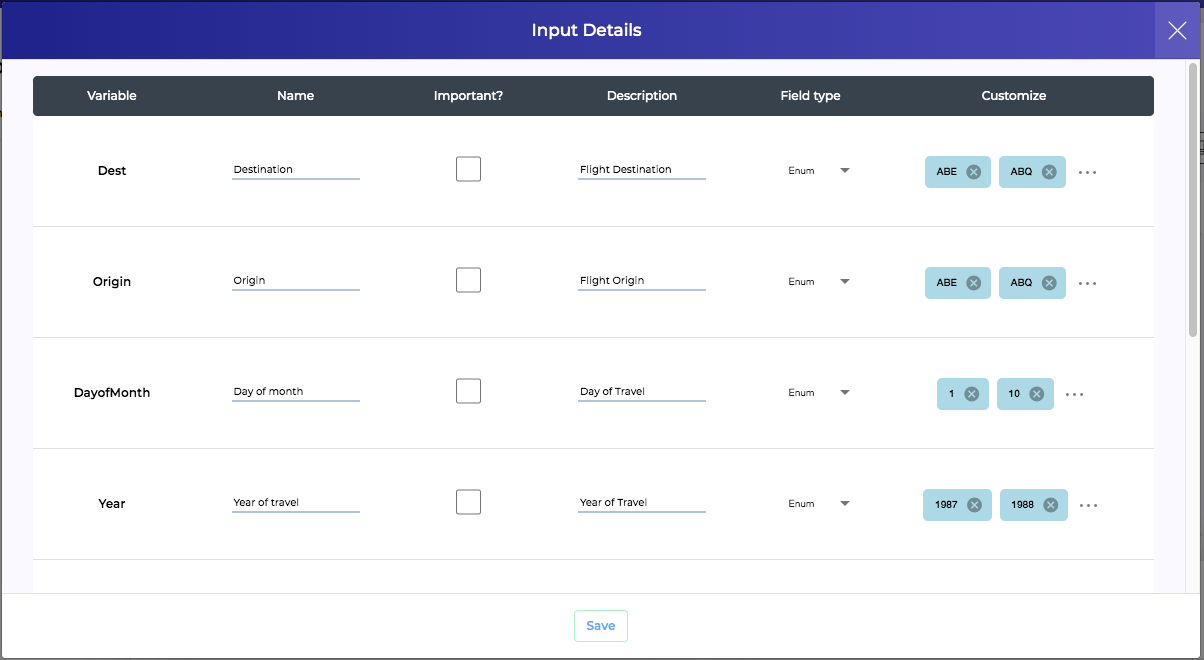 Input Details
Variable Name Important? Description Field type Customize
Dest Destination Flight Destination Enum ABE ABQ ...
Origin Origin Flight Origin Enum ABE ABQ ...
DayofMonth Day of month Day of Travel Enum 1 10 ...
Year Year of travel Year of Travel Enum 1987 1988 ...
Save